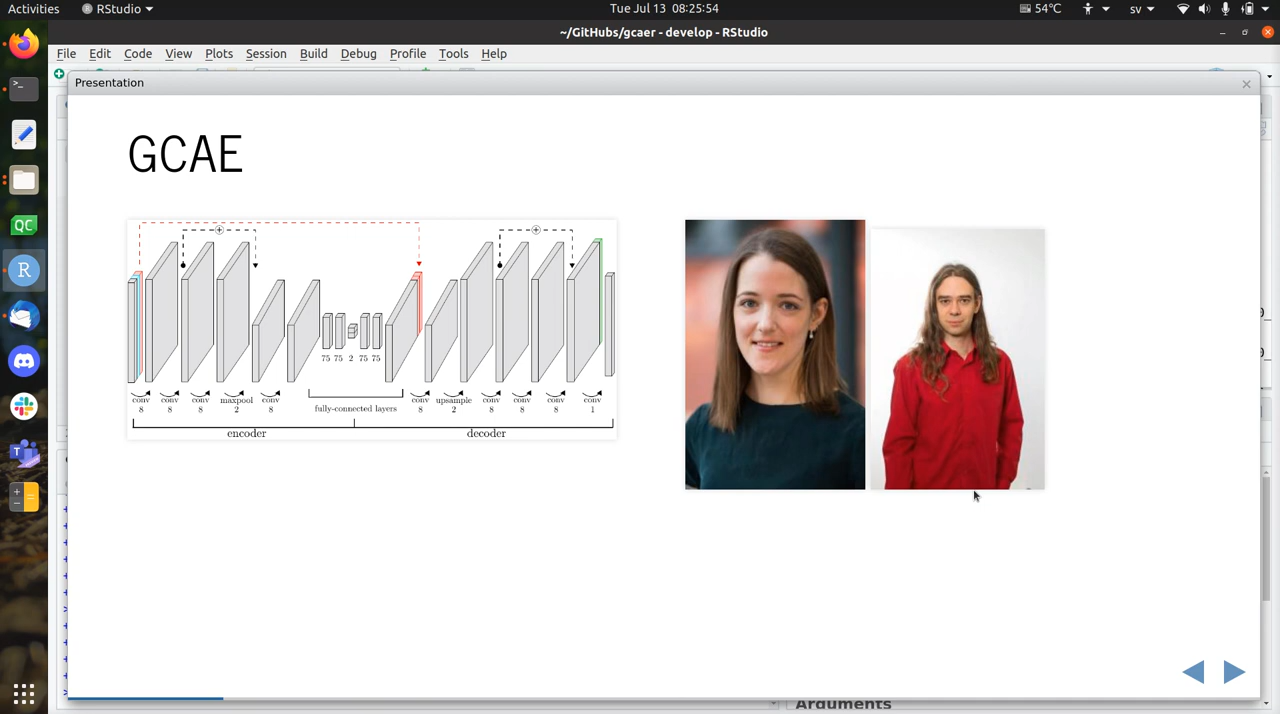 Activities RStudio Tue Jul 13 08:25:54 54°C sv
~/GitHubs/gcaer - develop - RStudio
File Edit Code View Plots Session Build Debug Profile Tools Help
Presentation
GCAE
75 75 2 75 75
conv conv conv maxpool conv fully-connected layers conv upsample conv conv conv conv
8 8 8 2 8 8 2 8 8 8 1
encoder decoder
QC
R
Arguments